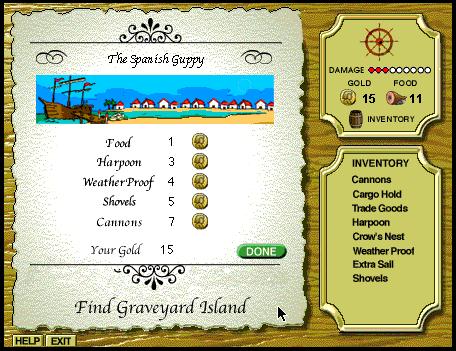 The Spanish Guppy
Food 1
Harpoon 3
Weather Proof 4
Shovels 5
Cannons 7
Your Gold 15
DONE
Find Graveyard Island
DAMAGE
GOLD FOOD
15 11
INVENTORY
INVENTORY
Cannons
Cargo Hold
Trade Goods
Harpoon
Crow's Nest
Weather Proof
Extra Sail
Shovels
HELP EXIT